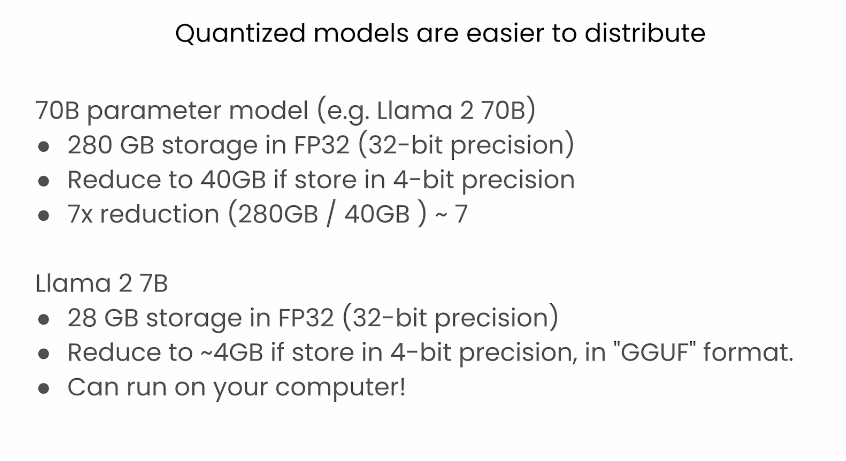 Quantized models are easier to distribute
70B parameter model (e.g. Llama 2 70B)
● 280 GB storage in FP32 (32-bit precision)
● Reduce to 40GB if store in 4-bit precision
● 7x reduction (280GB / 40GB ) ~ 7
Llama 2 7B
● 28 GB storage in FP32 (32-bit precision)
● Reduce to ~4GB if store in 4-bit precision, in "GGUF" format.
● Can run on your computer!